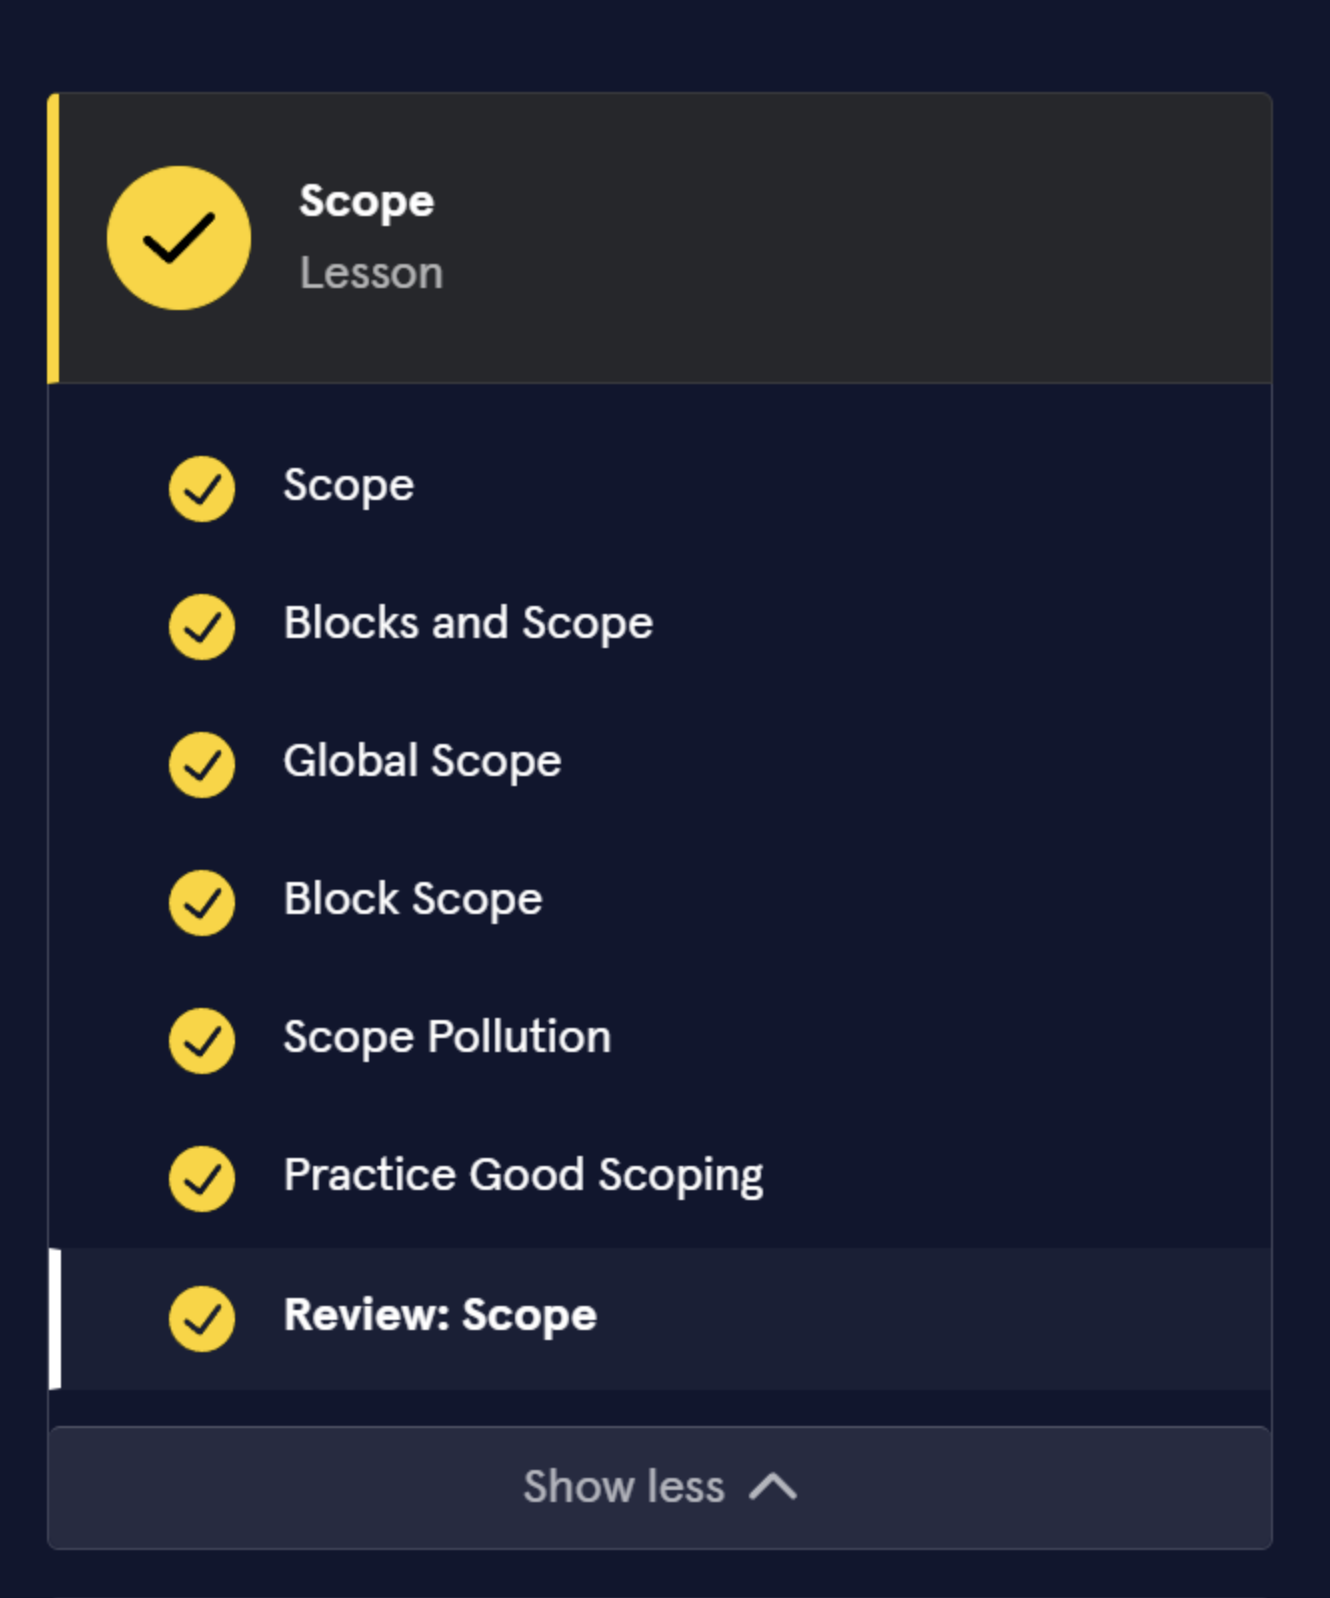 Scope
Lesson
Scope
Blocks and Scope
Global Scope
Block Scope
Scope Pollution
Practice Good Scoping
Review: Scope
Show less